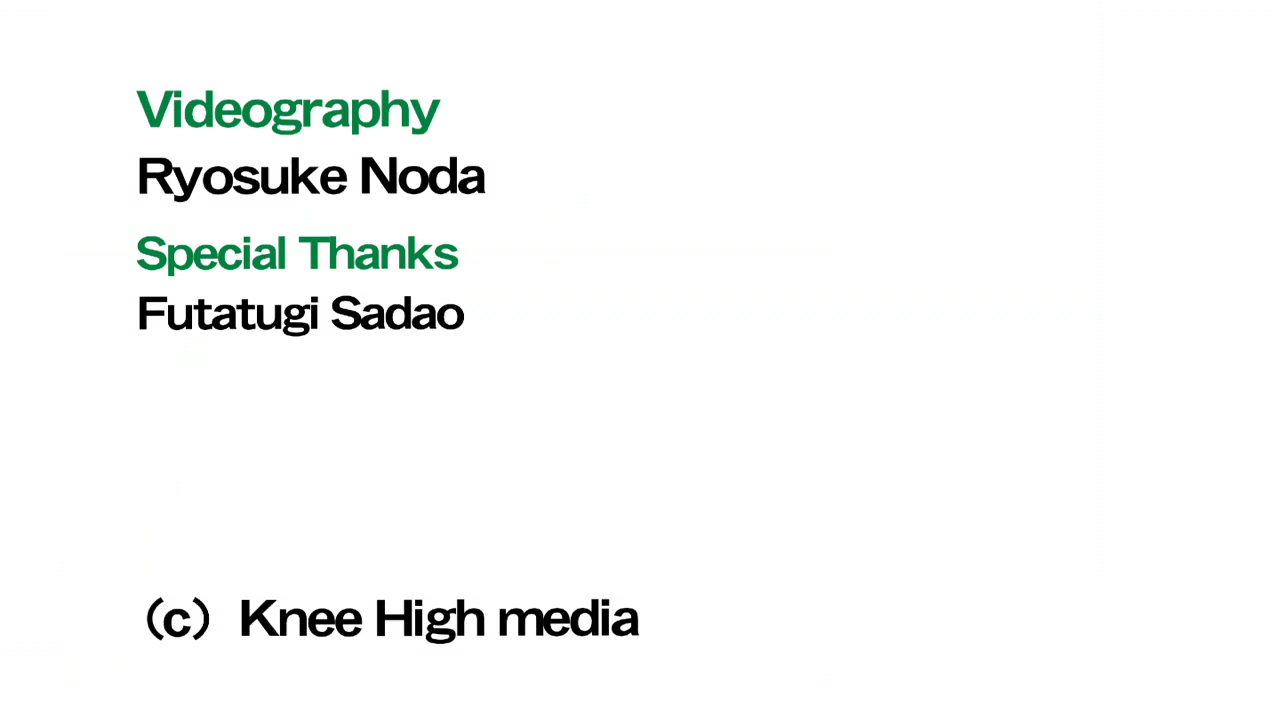 Videography
Ryosuke Noda
Special Thanks
Futatugi Sadao
（c）Knee High media